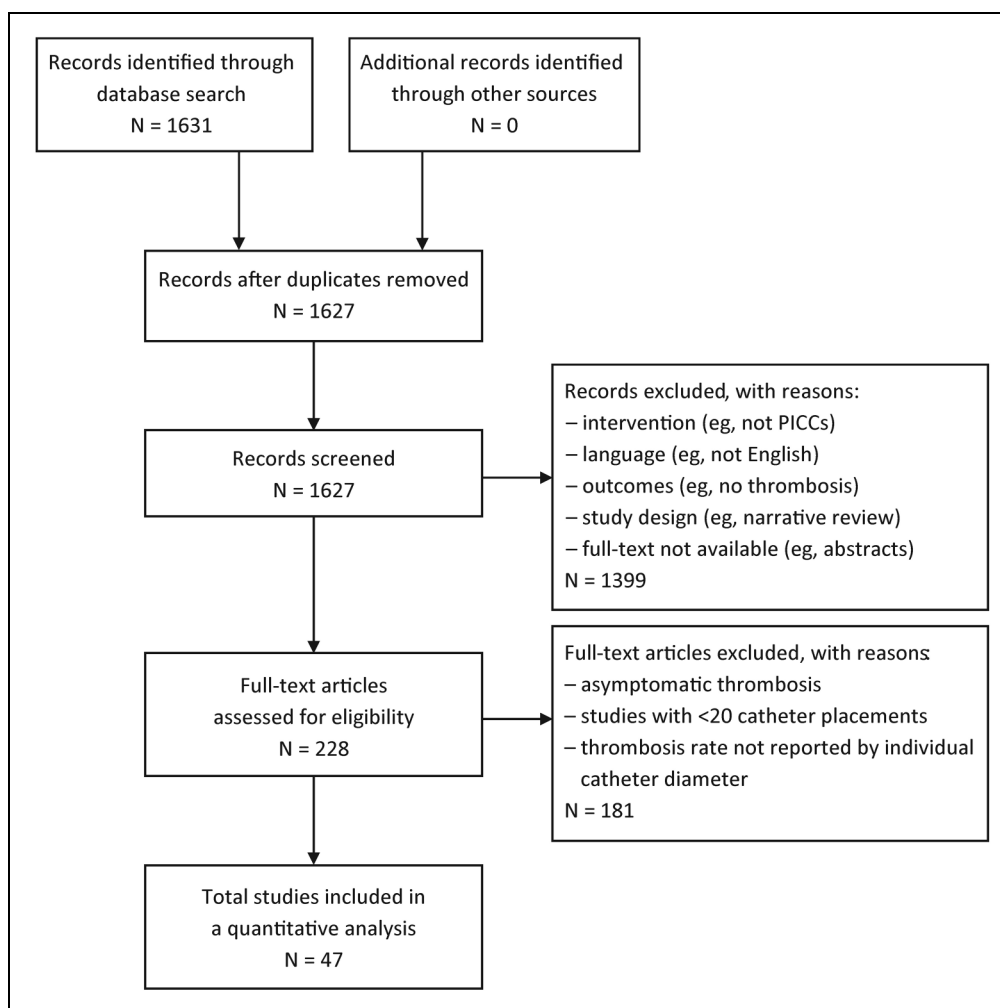 Records identified through
database search
N = 1631
Additional records identified
through other sources
N = 0
Records after duplicates removed
N = 1627
Records screened
N = 1627
Records excluded, with reasons:
– intervention (eg, not PICCs)
– language (eg, not English)
– outcomes (eg, no thrombosis)
– study design (eg, narrative review)
– full-text not available (eg, abstracts)
N = 1399
Full-text articles
assessed for eligibility
N = 228
Full-text articles excluded, with reasons:
– asymptomatic thrombosis
– studies with <20 catheter placements
– thrombosis rate not reported by individual
catheter diameter
N = 181
Total studies included in
a quantitative analysis
N = 47